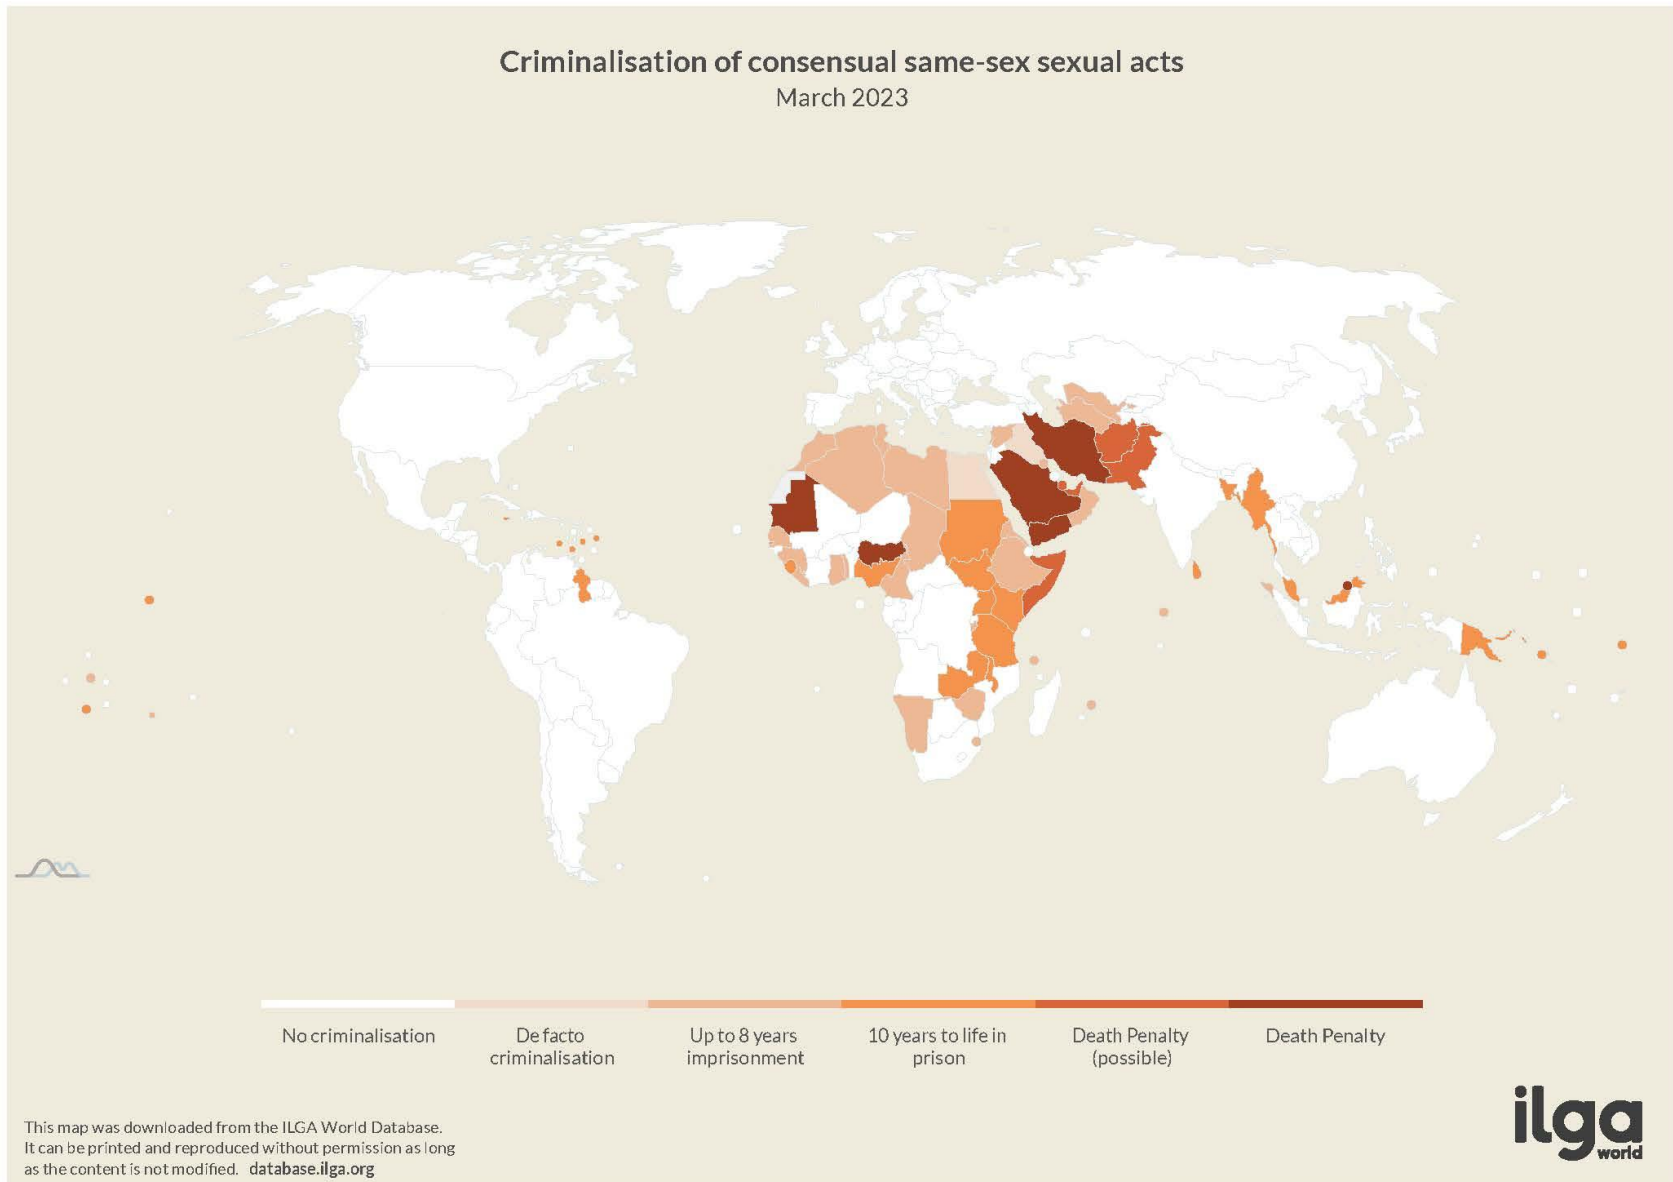 Criminalisation of consensual same-sex sexual acts
March 2023
No criminalisation
De facto
criminalisation
Up to 8 years
imprisonment
10 years to life in
prison
Death Penalty
(possible)
Death Penalty
This map was downloaded from the ILGA World Database.
It can be printed and reproduced without permission as long
as the content is not modified. database.ilga.org
ilga
world